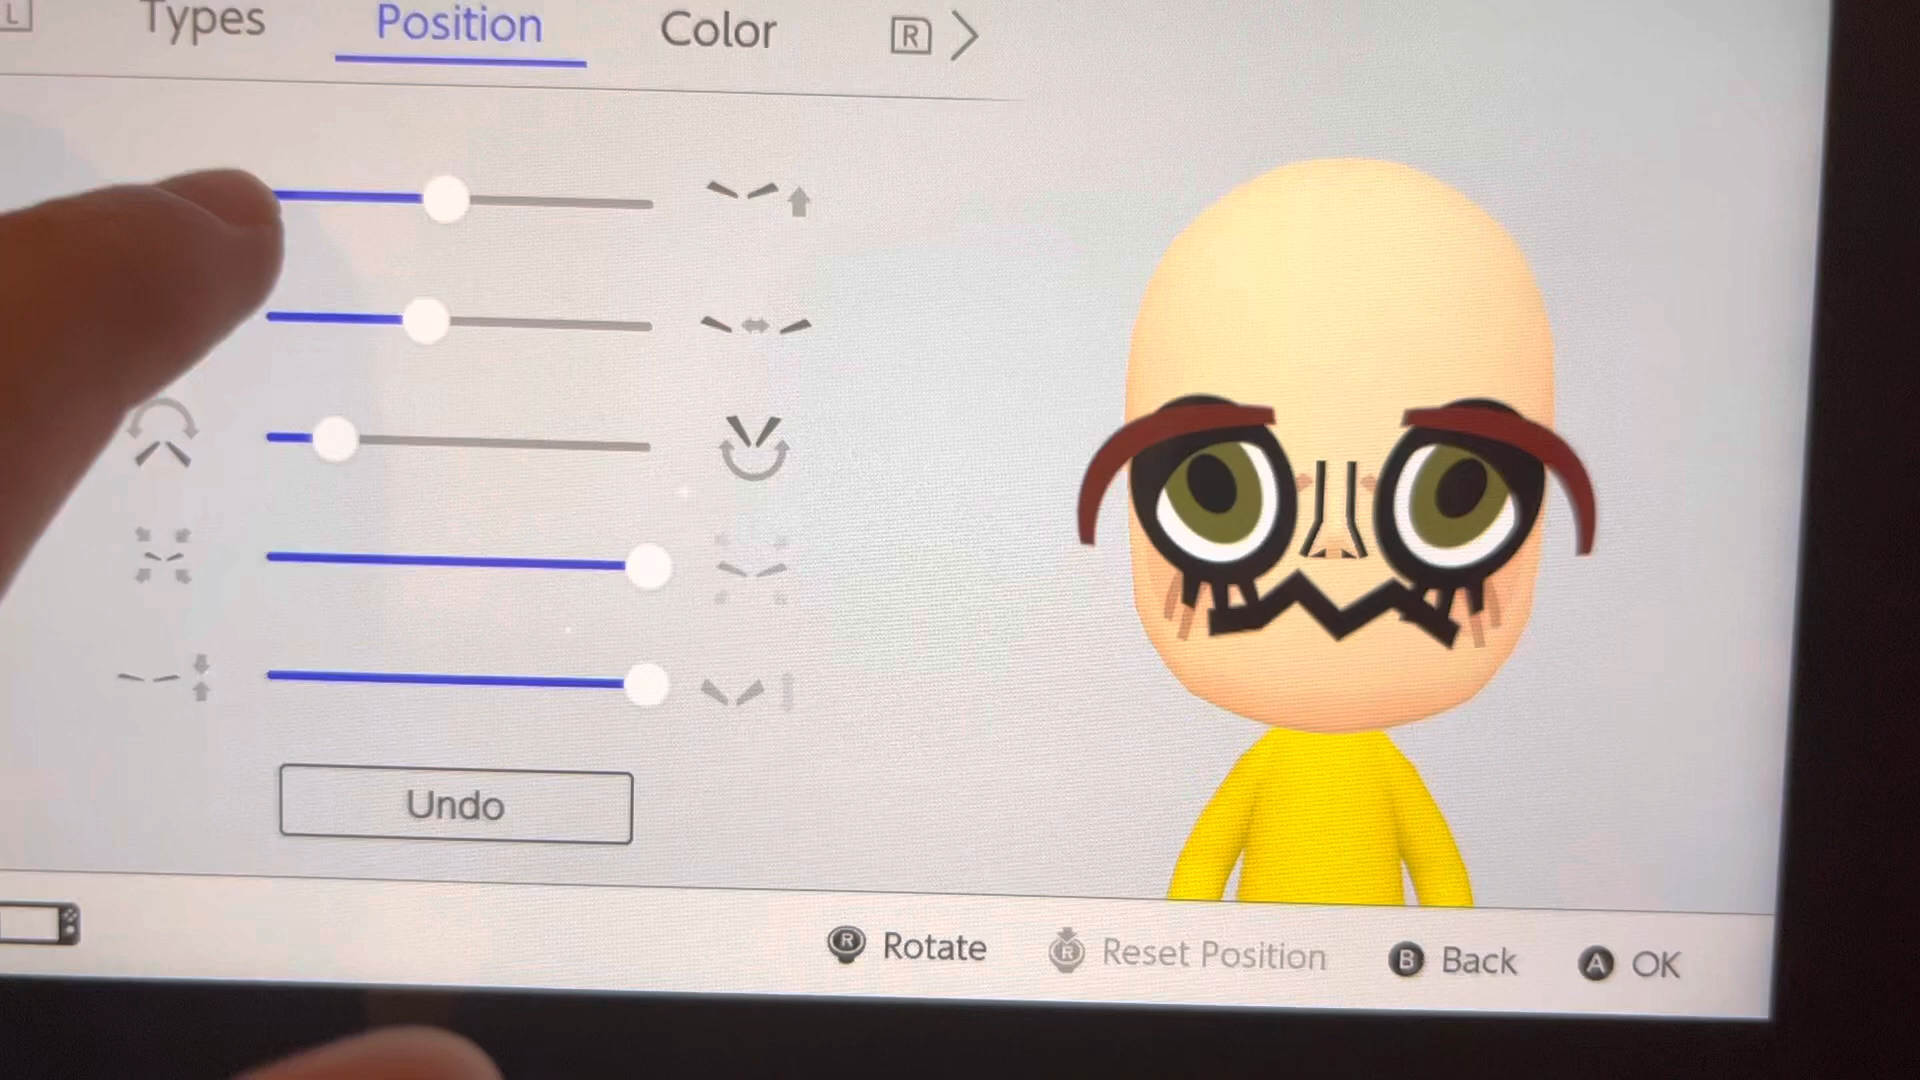 L
Types
Position
Color
R
Undo
R Rotate
R Reset Position
B Back
A OK